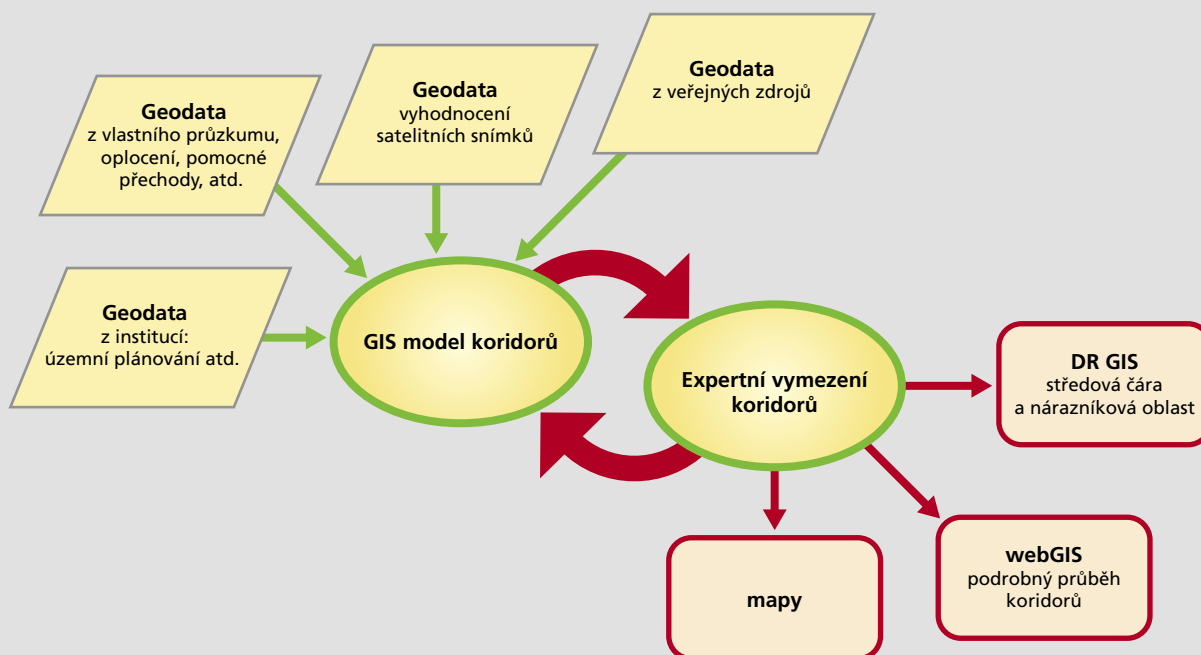 Geodata
z vlastního průzkumu,
oplocení, pomocné
přechody, atd.
Geodata
vyhodnocení
satelitních snímků
Geodata
z veřejných zdrojů
Geodata
z institucí:
územní plánování atd.
GIS model koridorů
Expertní vymezení
koridorů
DR GIS
středová čára
a nárazníková oblast
webGIS
podrobný průběh
koridorů
mapy